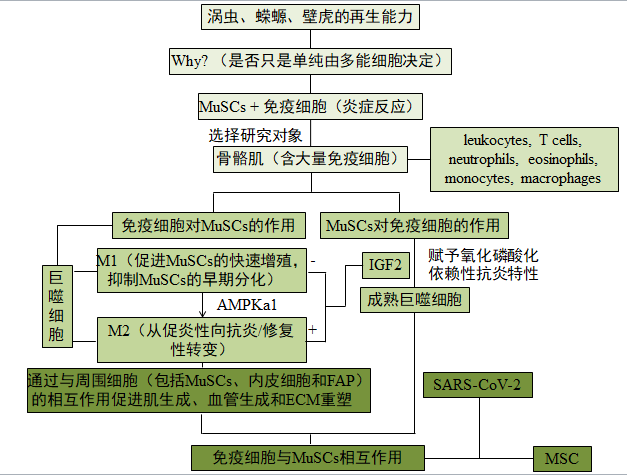 涡虫、蝾螈、壁虎的再生能力
Why? （是否只是单纯由多能细胞决定）
MuSCs + 免疫细胞（炎症反应）
选择研究对象
骨骼肌（含大量免疫细胞）
leukocytes, T cells,
neutrophils, eosinophils,
monocytes, macrophages
免疫细胞对MuSCs的作用
MuSCs对免疫细胞的作用
巨噬细胞
M1（促进MuSCs的快速增殖，
抑制MuSCs的早期分化）
-
IGF2
赋予氧化磷酸化
依赖性抗炎特性
AMPKa1
成熟巨噬细胞
M2（从促炎性向抗炎/修复
性转变）
+
通过与周围细胞（包括MuSCs、内皮细胞和FAP）
的相互作用促进肌生成、血管生成和ECM重塑
SARS-CoV-2
免疫细胞与MuSCs相互作用
MSC